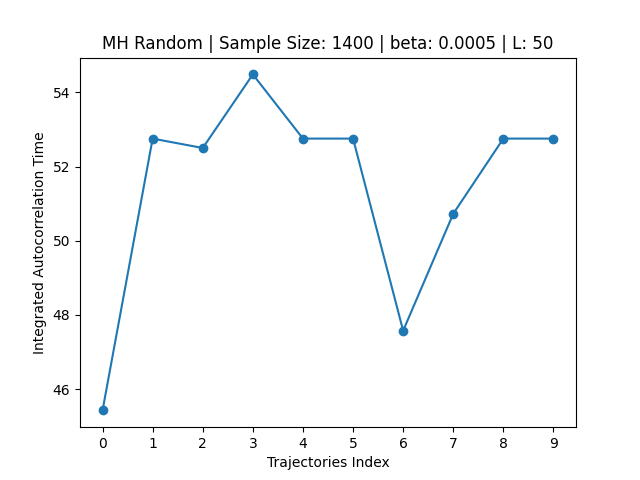 MH Random | Sample Size: 1400 | beta: 0.0005 | L: 50
Integrated Autocorrelation Time
54
52
50
48
46
0 1 2 3 4 5 6 7 8 9
Trajectories Index